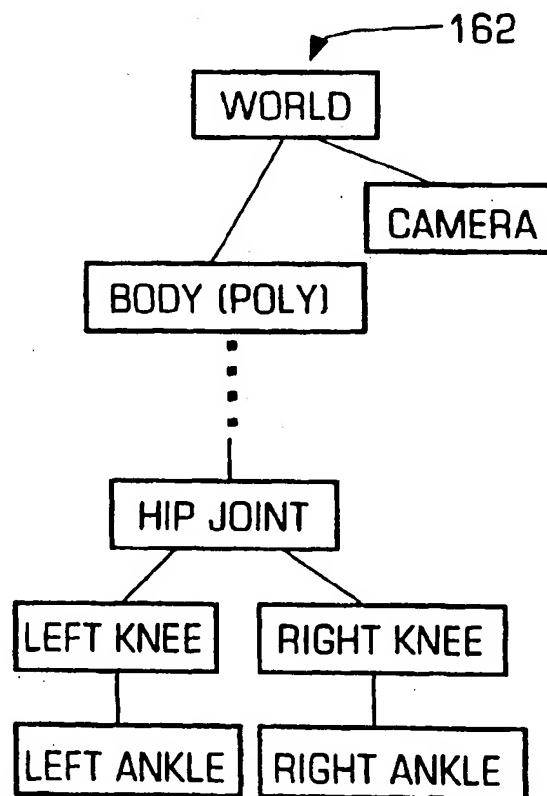 162
WORLD
CAMERA
BODY (POLY)
HIP JOINT
LEFT KNEE
RIGHT KNEE
LEFT ANKLE
RIGHT ANKLE